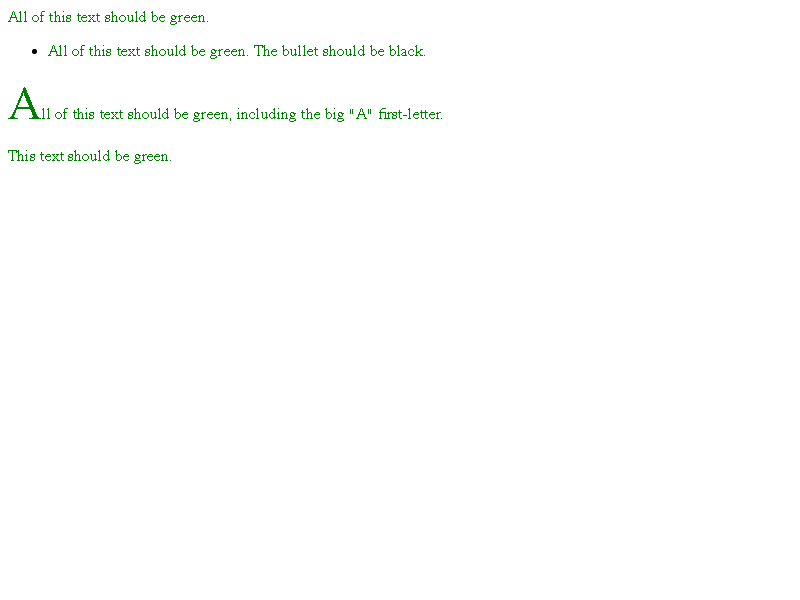 All of this text should be green.
• All of this text should be green. The bullet should be black.
All of this text should be green, including the big "A" first-letter.
This text should be green.